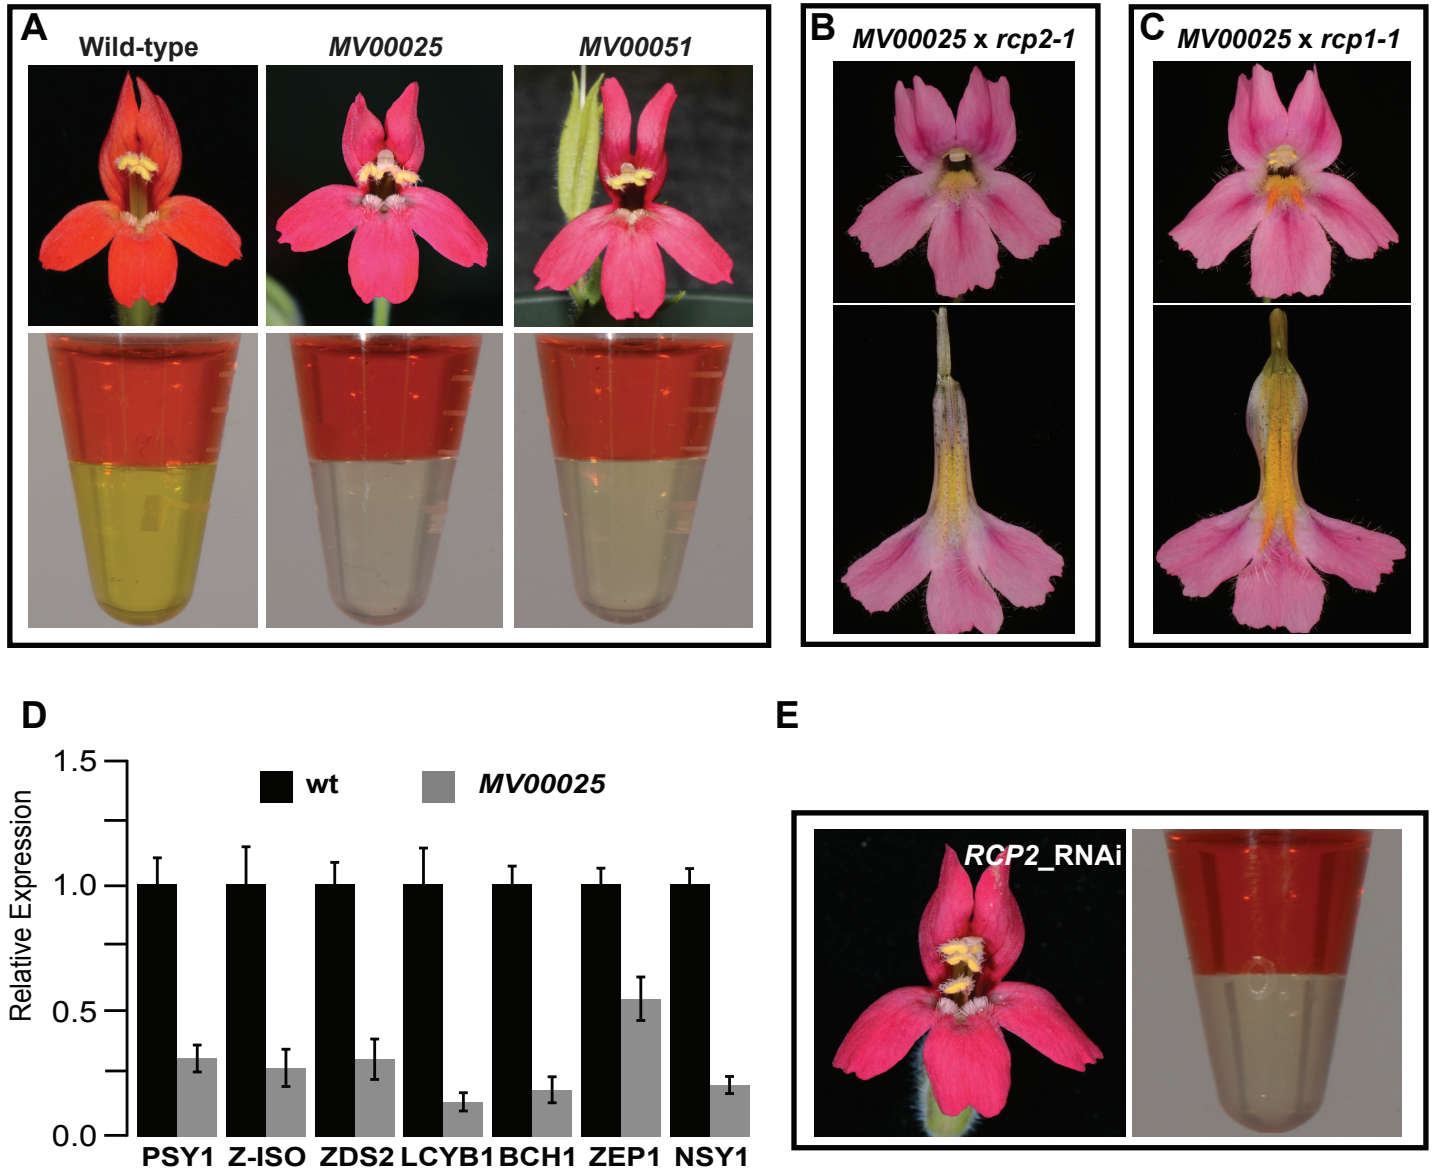 A
Wild-type MV00025 MV00051
B
MV00025 x rcp2-1
C
MV00025 x rcp1-1
D
wt MV00025
Relative Expression
1.5
1.0
0.5
0.0
PSY1 Z-ISO ZDS2 LCYB1 BCH1 ZEP1 NSY1
E
RCP2_RNAi